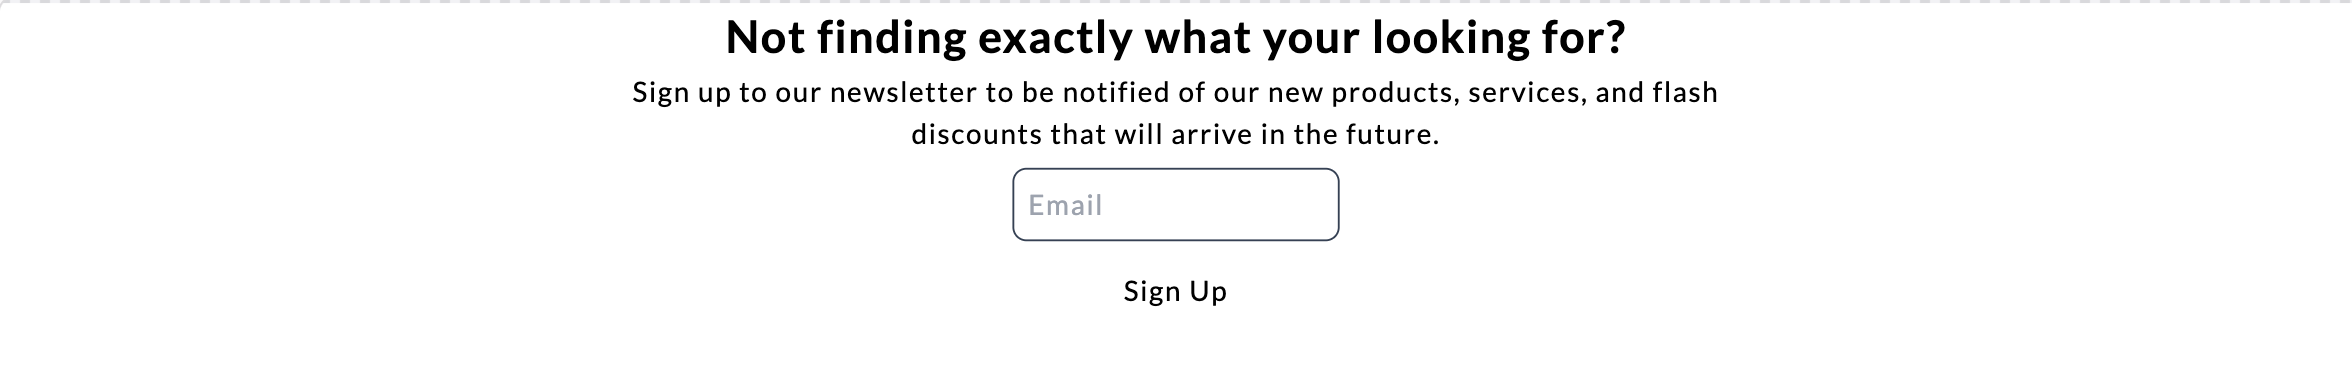 Not finding exactly what your looking for?
Sign up to our newsletter to be notified of our new products, services, and flash
discounts that will arrive in the future.
Email
Sign Up